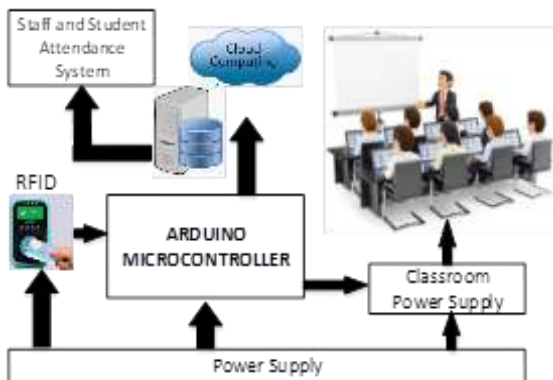 Staff and Student
Attendance
System
Cloud
Computing
RFID
ARDUINO
MICROCONTROLLER
Classroom
Power Supply
Power Supply